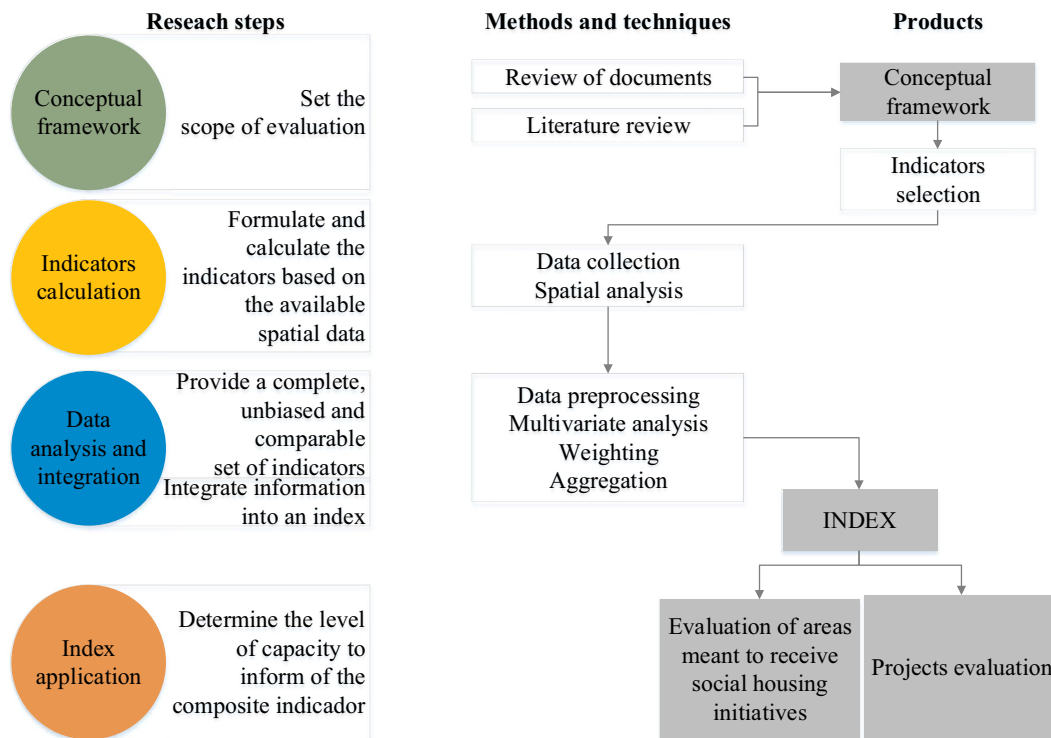 Reseach steps
Methods and techniques
Products
Conceptual
framework
Set the
scope of evaluation
Review of documents
Literature review
Conceptual
framework
Indicators
selection
Indicators
calculation
Formulate and
calculate the
indicators based on
the available
spatial data
Data collection
Spatial analysis
Data
analysis and
integration
Provide a complete,
unbiased and
comparable
set of indicators
Integrate information
into an index
Data preprocessing
Multivariate analysis
Weighting
Aggregation
INDEX
Index
application
Determine the level
of capacity to
inform of the
composite indicador
Evaluation of areas
meant to receive
social housing
initiatives
Projects evaluation